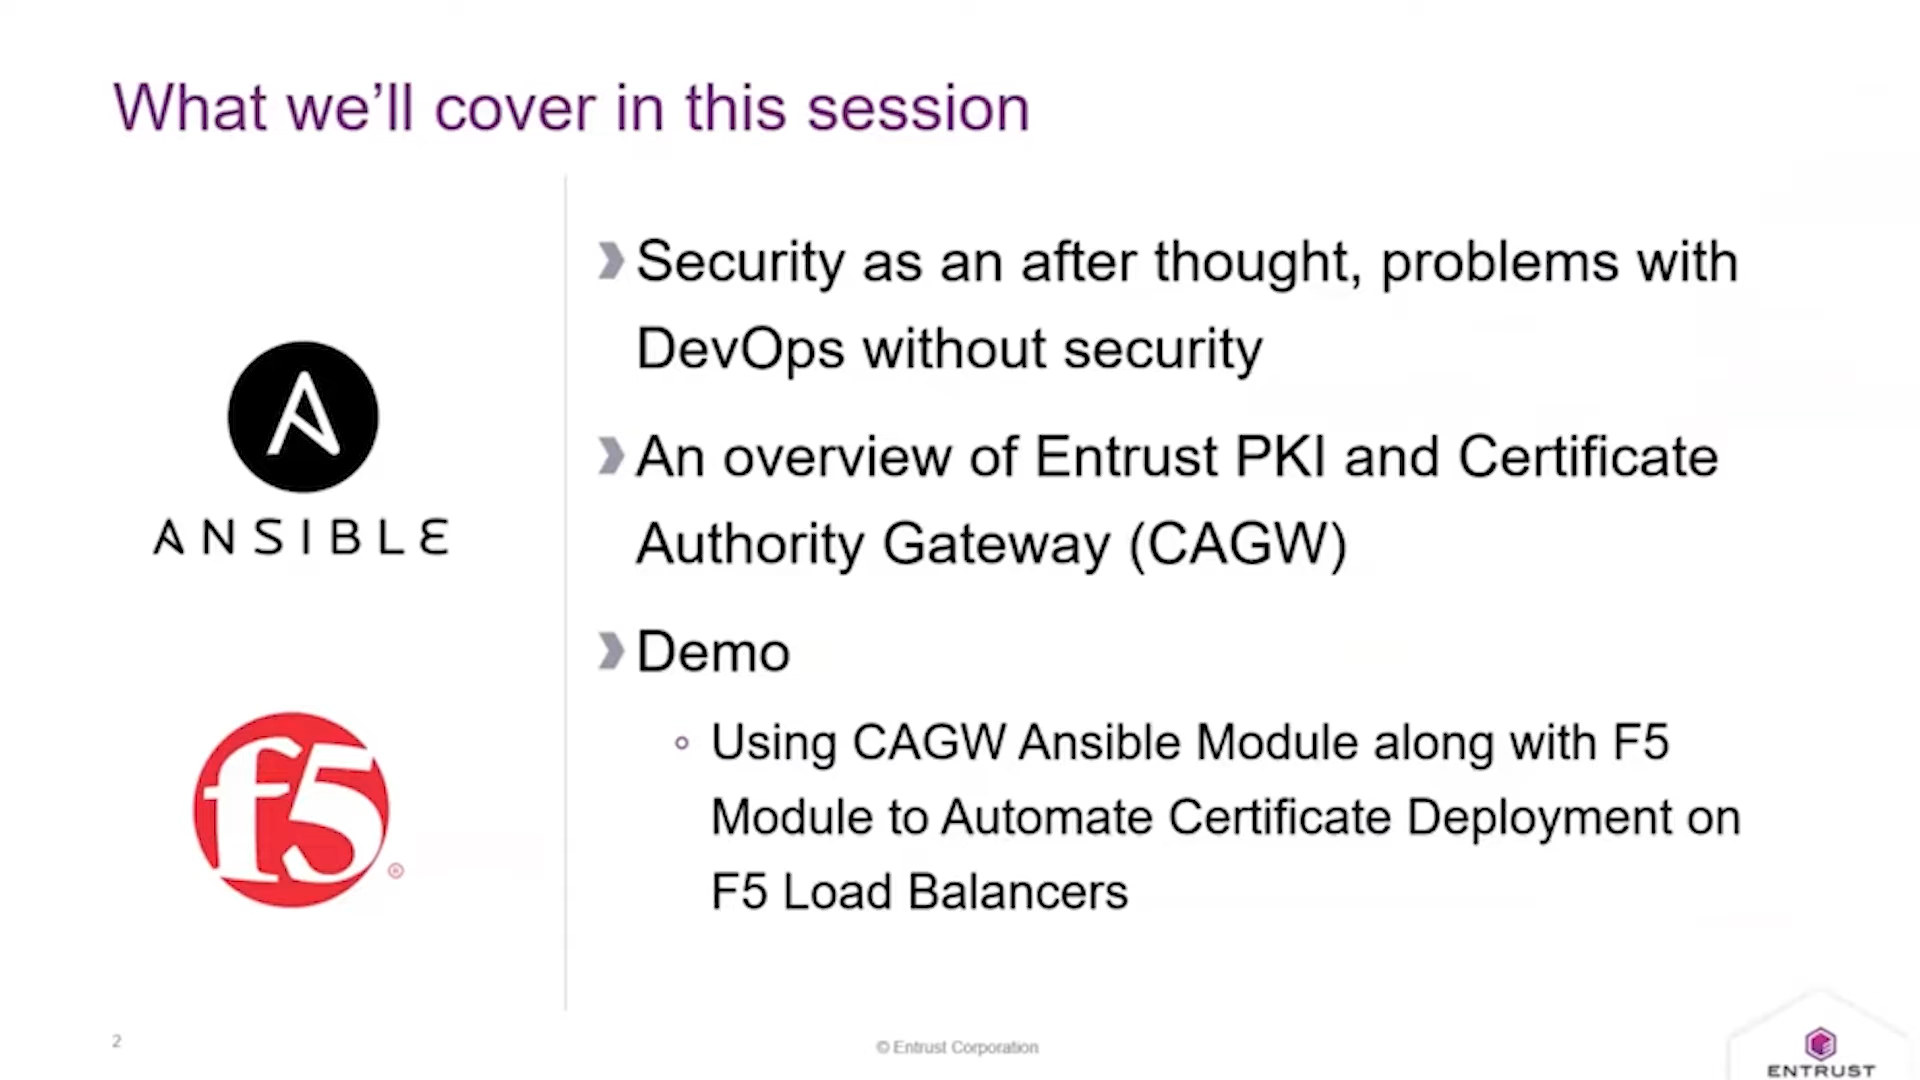 What we'll cover in this session
ANSIBLE
f5
®
Security as an after thought, problems with
DevOps without security
An overview of Entrust PKI and Certificate
Authority Gateway (CAGW)
Demo
Using CAGW Ansible Module along with F5
Module to Automate Certificate Deployment on
F5 Load Balancers
2
© Entrust Corporation
ENTRUST